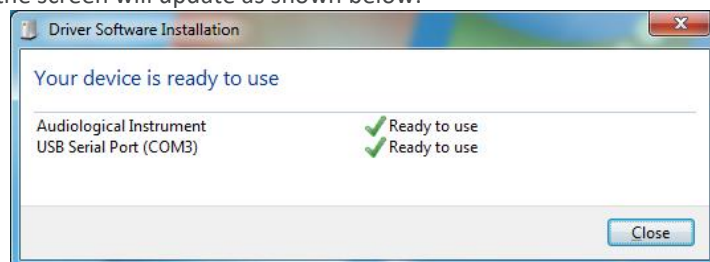 the screen will update as shown below.
Driver Software Installation
Your device is ready to use
Audiological Instrument Ready to use
USB Serial Port (COM3) Ready to use
Close